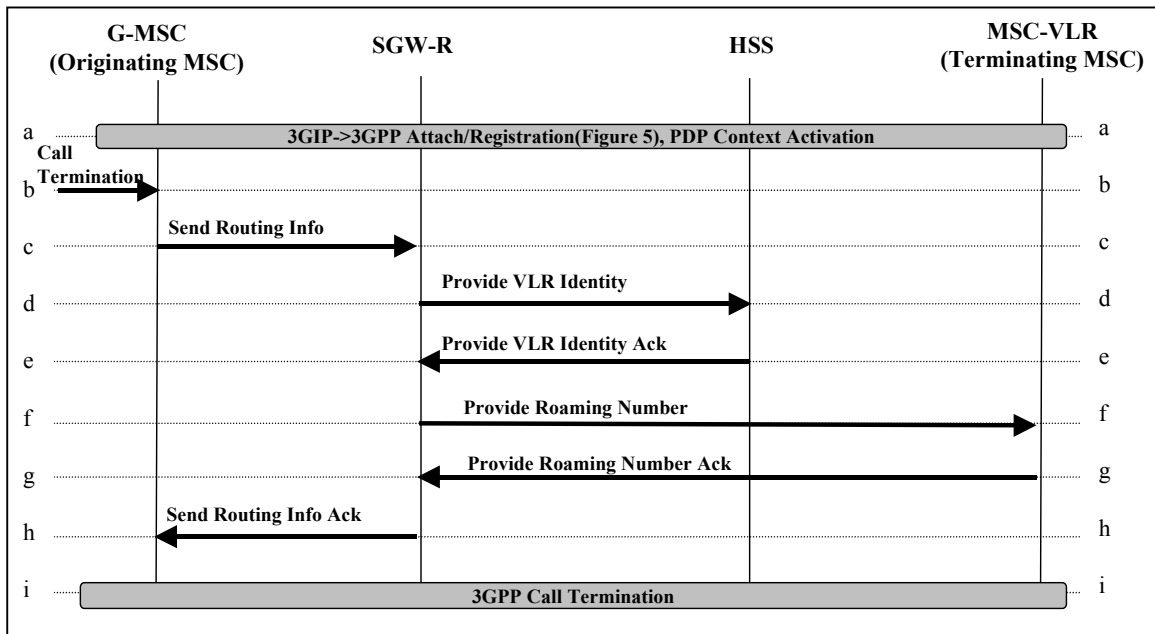 G-MSC
(Originating MSC)
SGW-R
HSS
MSC-VLR
(Terminating MSC)
a 3GIP->3GPP Attach/Registration(Figure 5), PDP Context Activation a
Call
Termination
b b
Send Routing Info
c c
Provide VLR Identity
d d
Provide VLR Identity Ack
e e
Provide Roaming Number
f f
Provide Roaming Number Ack
g g
Send Routing Info Ack
h h
i 3GPP Call Termination i